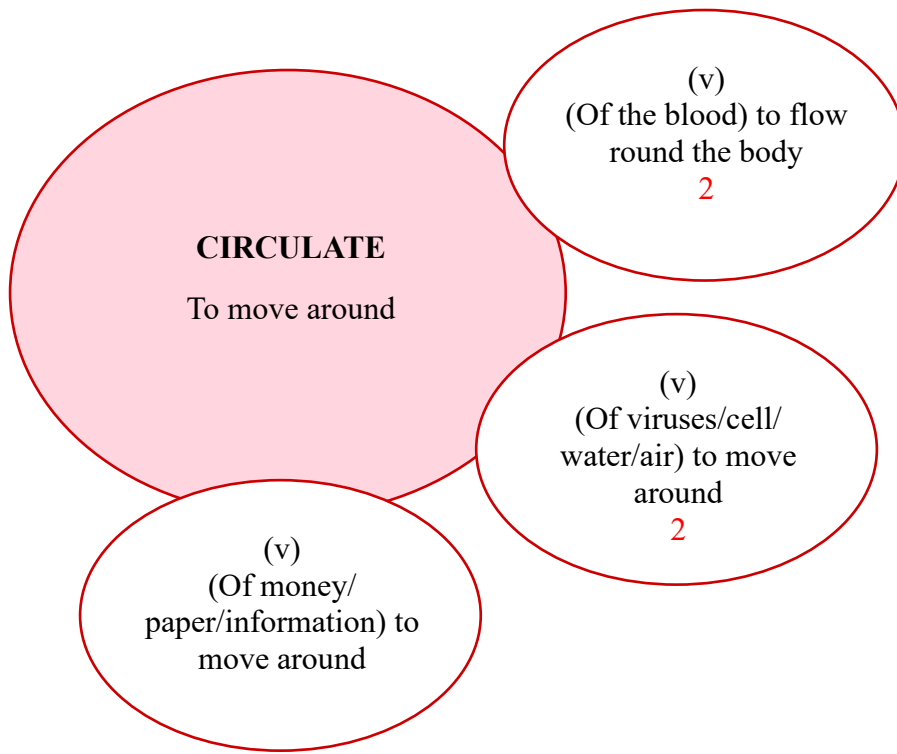 CIRCULATE
To move around
(v)
(Of the blood) to flow
round the body
2
(v)
(Of viruses/cell/
water/air) to move
around
2
(v)
(Of money/
paper/information) to
move around